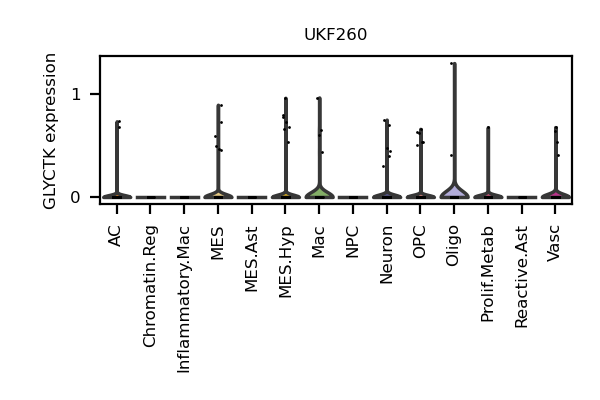 UKF260
GLYCTK expression
1
0
AC
Chromatin.Reg
Inflammatory.Mac
MES
MES.Ast
MES.Hyp
Mac
NPC
Neuron
OPC
Oligo
Prolif.Metab
Reactive.Ast
Vasc